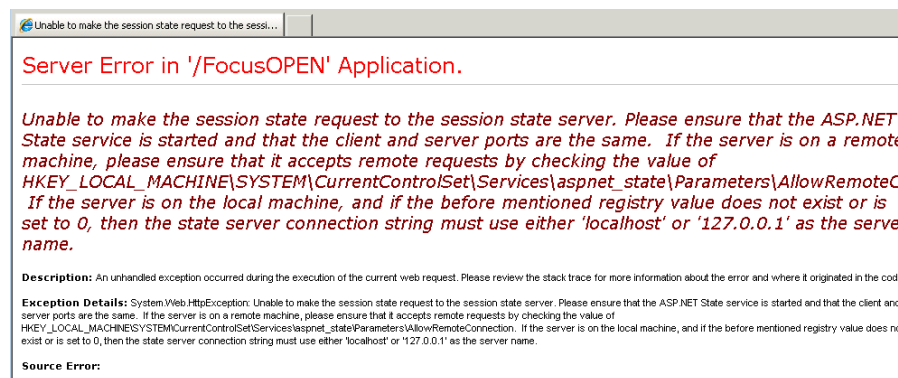 Unable to make the session state request to the sessi...
Server Error in '/FocusOPEN' Application.
Unable to make the session state request to the session state server. Please ensure that the ASP.NET
State service is started and that the client and server ports are the same.  If the server is on a remote
machine, please ensure that it accepts remote requests by checking the value of
HKEY_LOCAL_MACHINE\SYSTEM\CurrentControlSet\Services\aspnet_state\Parameters\AllowRemoteC
If the server is on the local machine, and if the before mentioned registry value does not exist or is
set to 0, then the state server connection string must use either 'localhost' or '127.0.0.1' as the serve
name.
Description: An unhandled exception occurred during the execution of the current web request. Please review the stack trace for more information about the error and where it originated in the cod
Exception Details: System.Web.HttpException: Unable to make the session state request to the session state server. Please ensure that the ASP.NET State service is started and that the client and
server ports are the same.  If the server is on a remote machine, please ensure that it accepts remote requests by checking the value of
HKEY_LOCAL_MACHINE\SYSTEM\CurrentControlSet\Services\aspnet_state\Parameters\AllowRemoteConnection.  If the server is on the local machine, and if the before mentioned registry value does no
exist or is set to 0, then the state server connection string must use either 'localhost' or '127.0.0.1' as the server name.
Source Error: